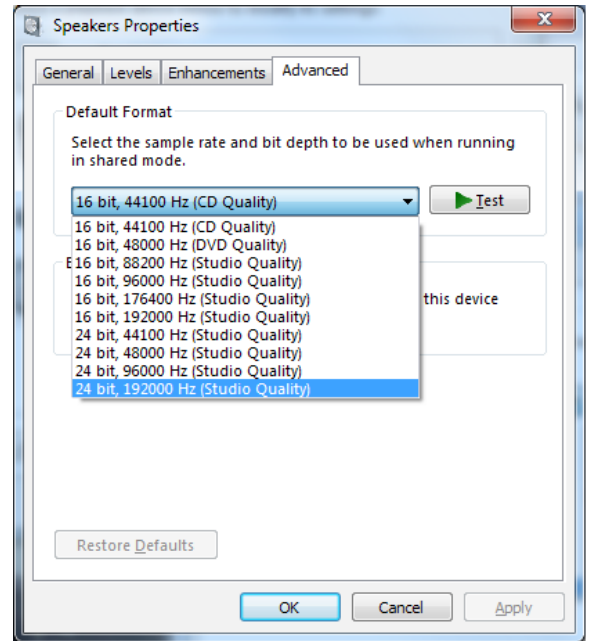 Speakers Properties
General Levels Enhancements Advanced
Default Format
Select the sample rate and bit depth to be used when running
in shared mode.
16 bit, 44100 Hz (CD Quality)
Test
16 bit, 44100 Hz (CD Quality)
16 bit, 48000 Hz (DVD Quality)
16 bit, 88200 Hz (Studio Quality)
16 bit, 96000 Hz (Studio Quality)
16 bit, 176400 Hz (Studio Quality)
this device
16 bit, 192000 Hz (Studio Quality)
24 bit, 44100 Hz (Studio Quality)
24 bit, 48000 Hz (Studio Quality)
24 bit, 96000 Hz (Studio Quality)
24 bit, 192000 Hz (Studio Quality)
Restore Defaults
OK Cancel Apply